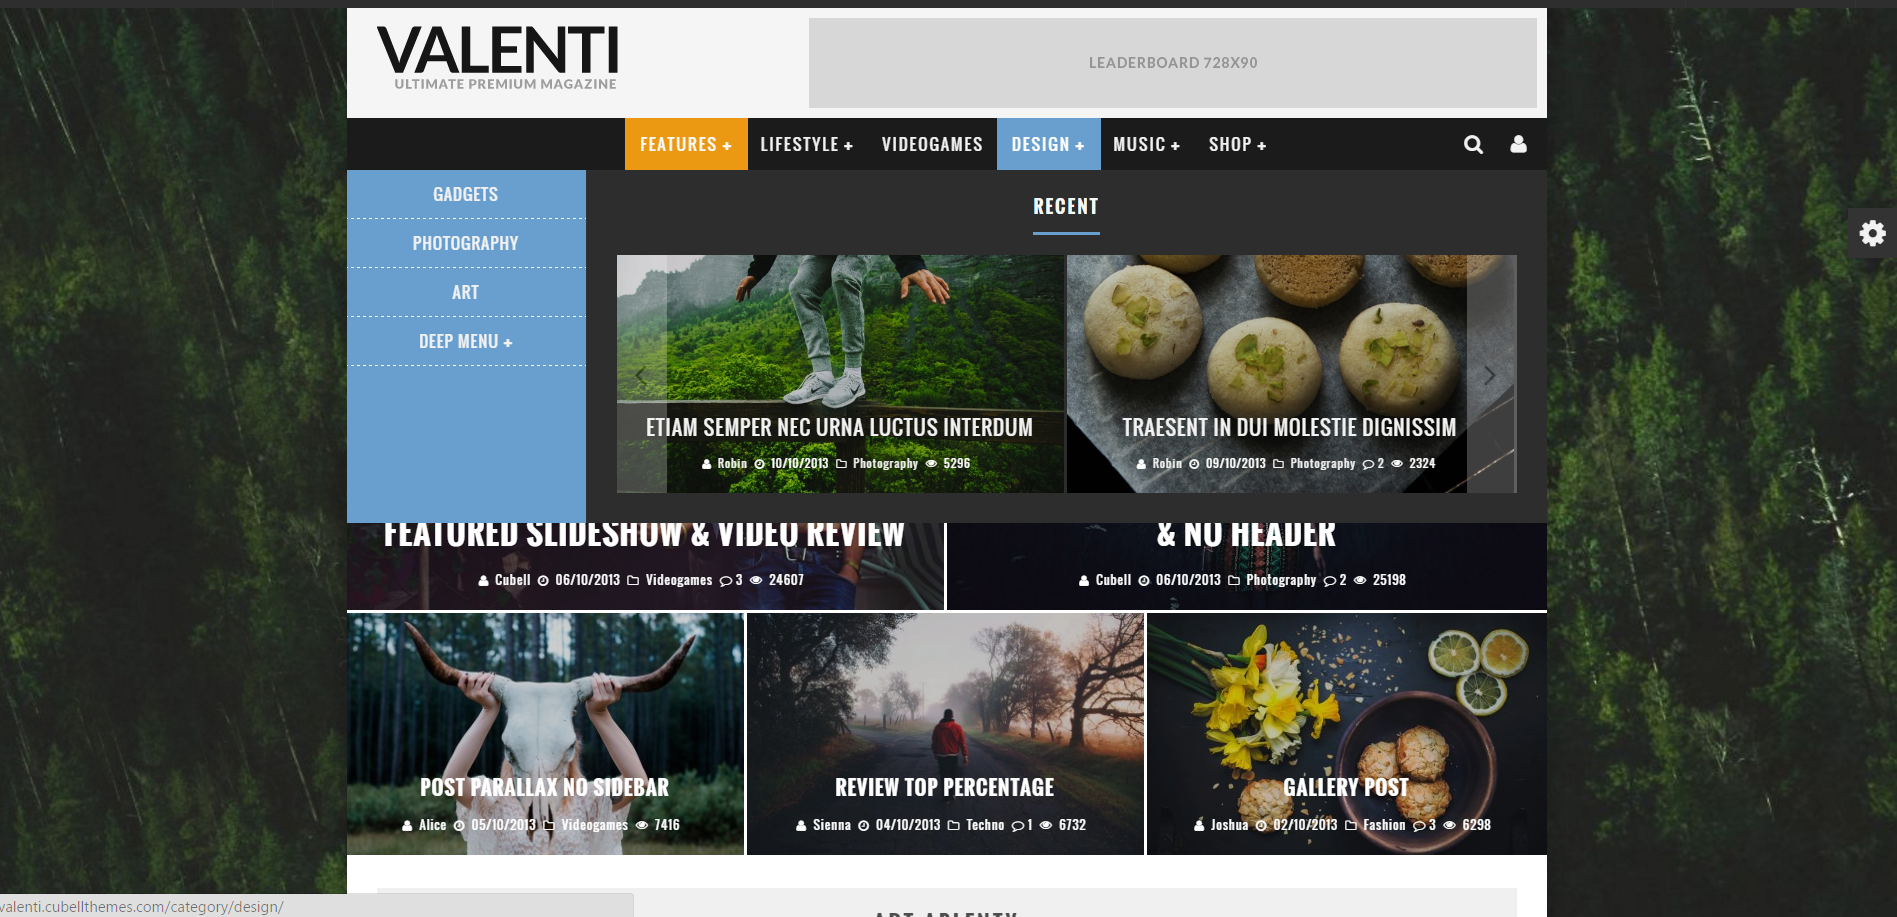 VALENTI
ULTIMATE PREMIUM MAGAZINE
LEADERBOARD 728X90
FEATURES + LIFESTYLE + VIDEOGAMES DESIGN + MUSIC + SHOP +
GADGETS
PHOTOGRAPHY
ART
DEEP MENU +
RECENT
ETIAM SEMPER NEC URNA LUCTUS INTERDUM
Robin 10/10/2013 Photography 5296
TRAESENT IN DUI MOLESTIE DIGNISSIM
Robin 09/10/2013 Photography 2 2324
FEATURED SLIDESHOW & VIDEO REVIEW
Cubell 06/10/2013 Videogames 3 24607
& NO HEADER
Cubell 06/10/2013 Photography 2 25198
POST PARALLAX NO SIDEBAR
Alice 05/10/2013 Videogames 7416
REVIEW TOP PERCENTAGE
Sienna 04/10/2013 Techno 1 6732
GALLERY POST
Joshua 02/10/2013 Fashion 3 6298
valenti.cubellthemes.com/category/design/